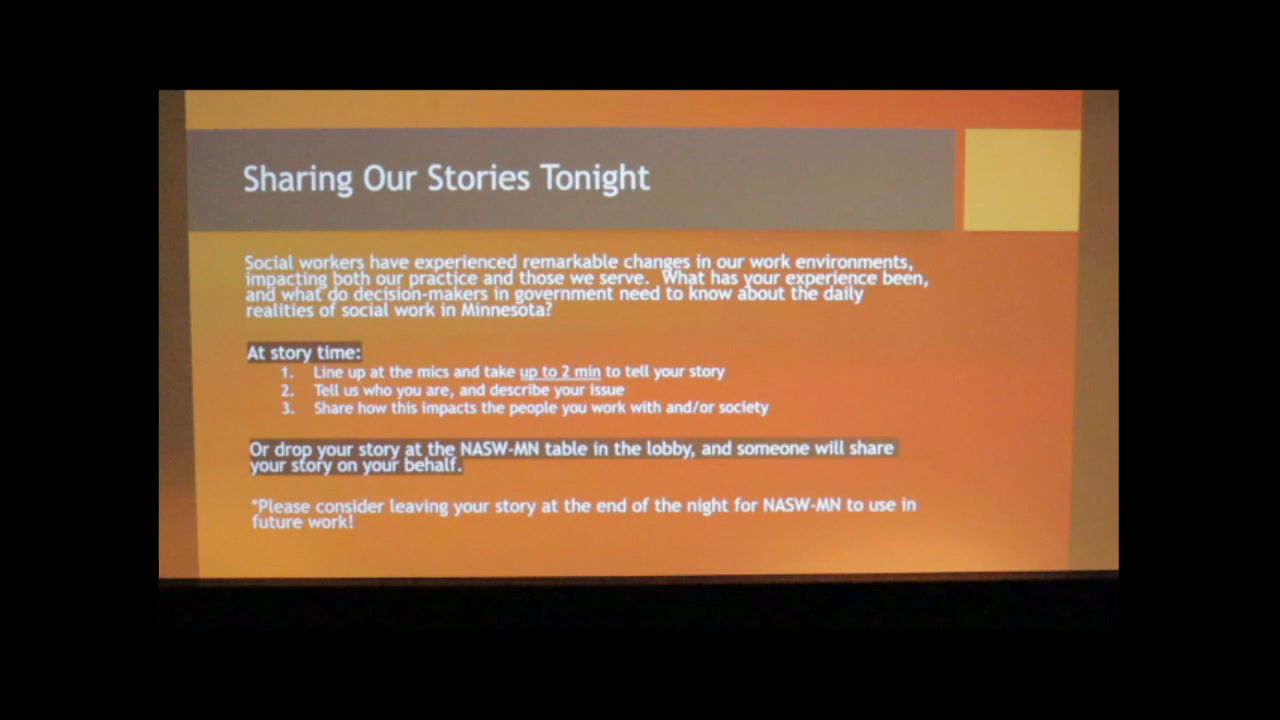 Sharing Our Stories Tonight
Social workers have experienced remarkable changes in our work environments,
impacting both our practice and those we serve.  What has your experience been,
and what do decision-makers in government need to know about the daily
realities of social work in Minnesota?
At story time:
1. Line up at the mics and take up to 2 min to tell your story
2. Tell us who you are, and describe your issue
3. Share how this impacts the people you work with and/or society
Or drop your story at the NASW-MN table in the lobby, and someone will share
your story on your behalf.
*Please consider leaving your story at the end of the night for NASW-MN to use in
future work!